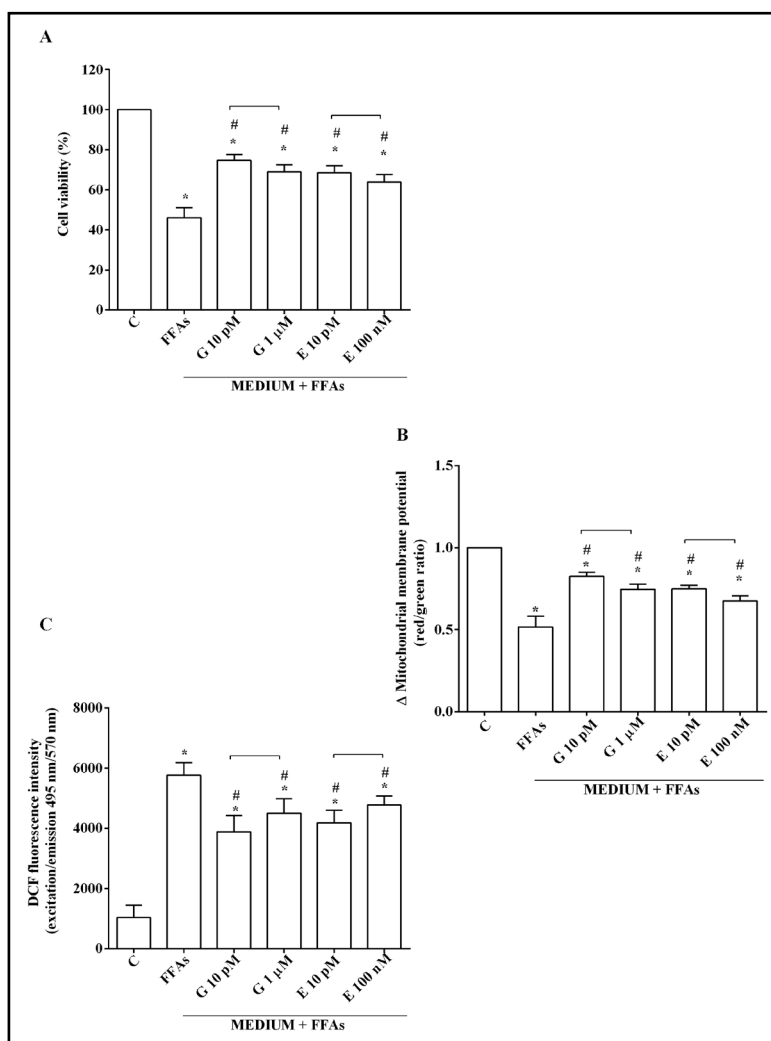 A
Cell viability (%)
120
100
80
60
40
20
0
*
#
*
#
*
#
*
#
*
C
FFAs
G 10 pM
G 1 µM
E 10 pM
E 100 nM
MEDIUM + FFAs
B
Δ Mitochondrial membrane potential
(red/green ratio)
1.5
1.0
0.5
0.0
*
#
*
#
*
#
*
#
*
C
FFAs
G 10 pM
G 1 µM
E 10 pM
E 100 nM
MEDIUM + FFAs
C
DCF fluorescence intensity
(excitation/emission 495 nm/570 nm)
8000
6000
4000
2000
0
*
#
*
#
*
#
*
#
*
C
FFAs
G 10 pM
G 1 µM
E 10 pM
E 100 nM
MEDIUM + FFAs